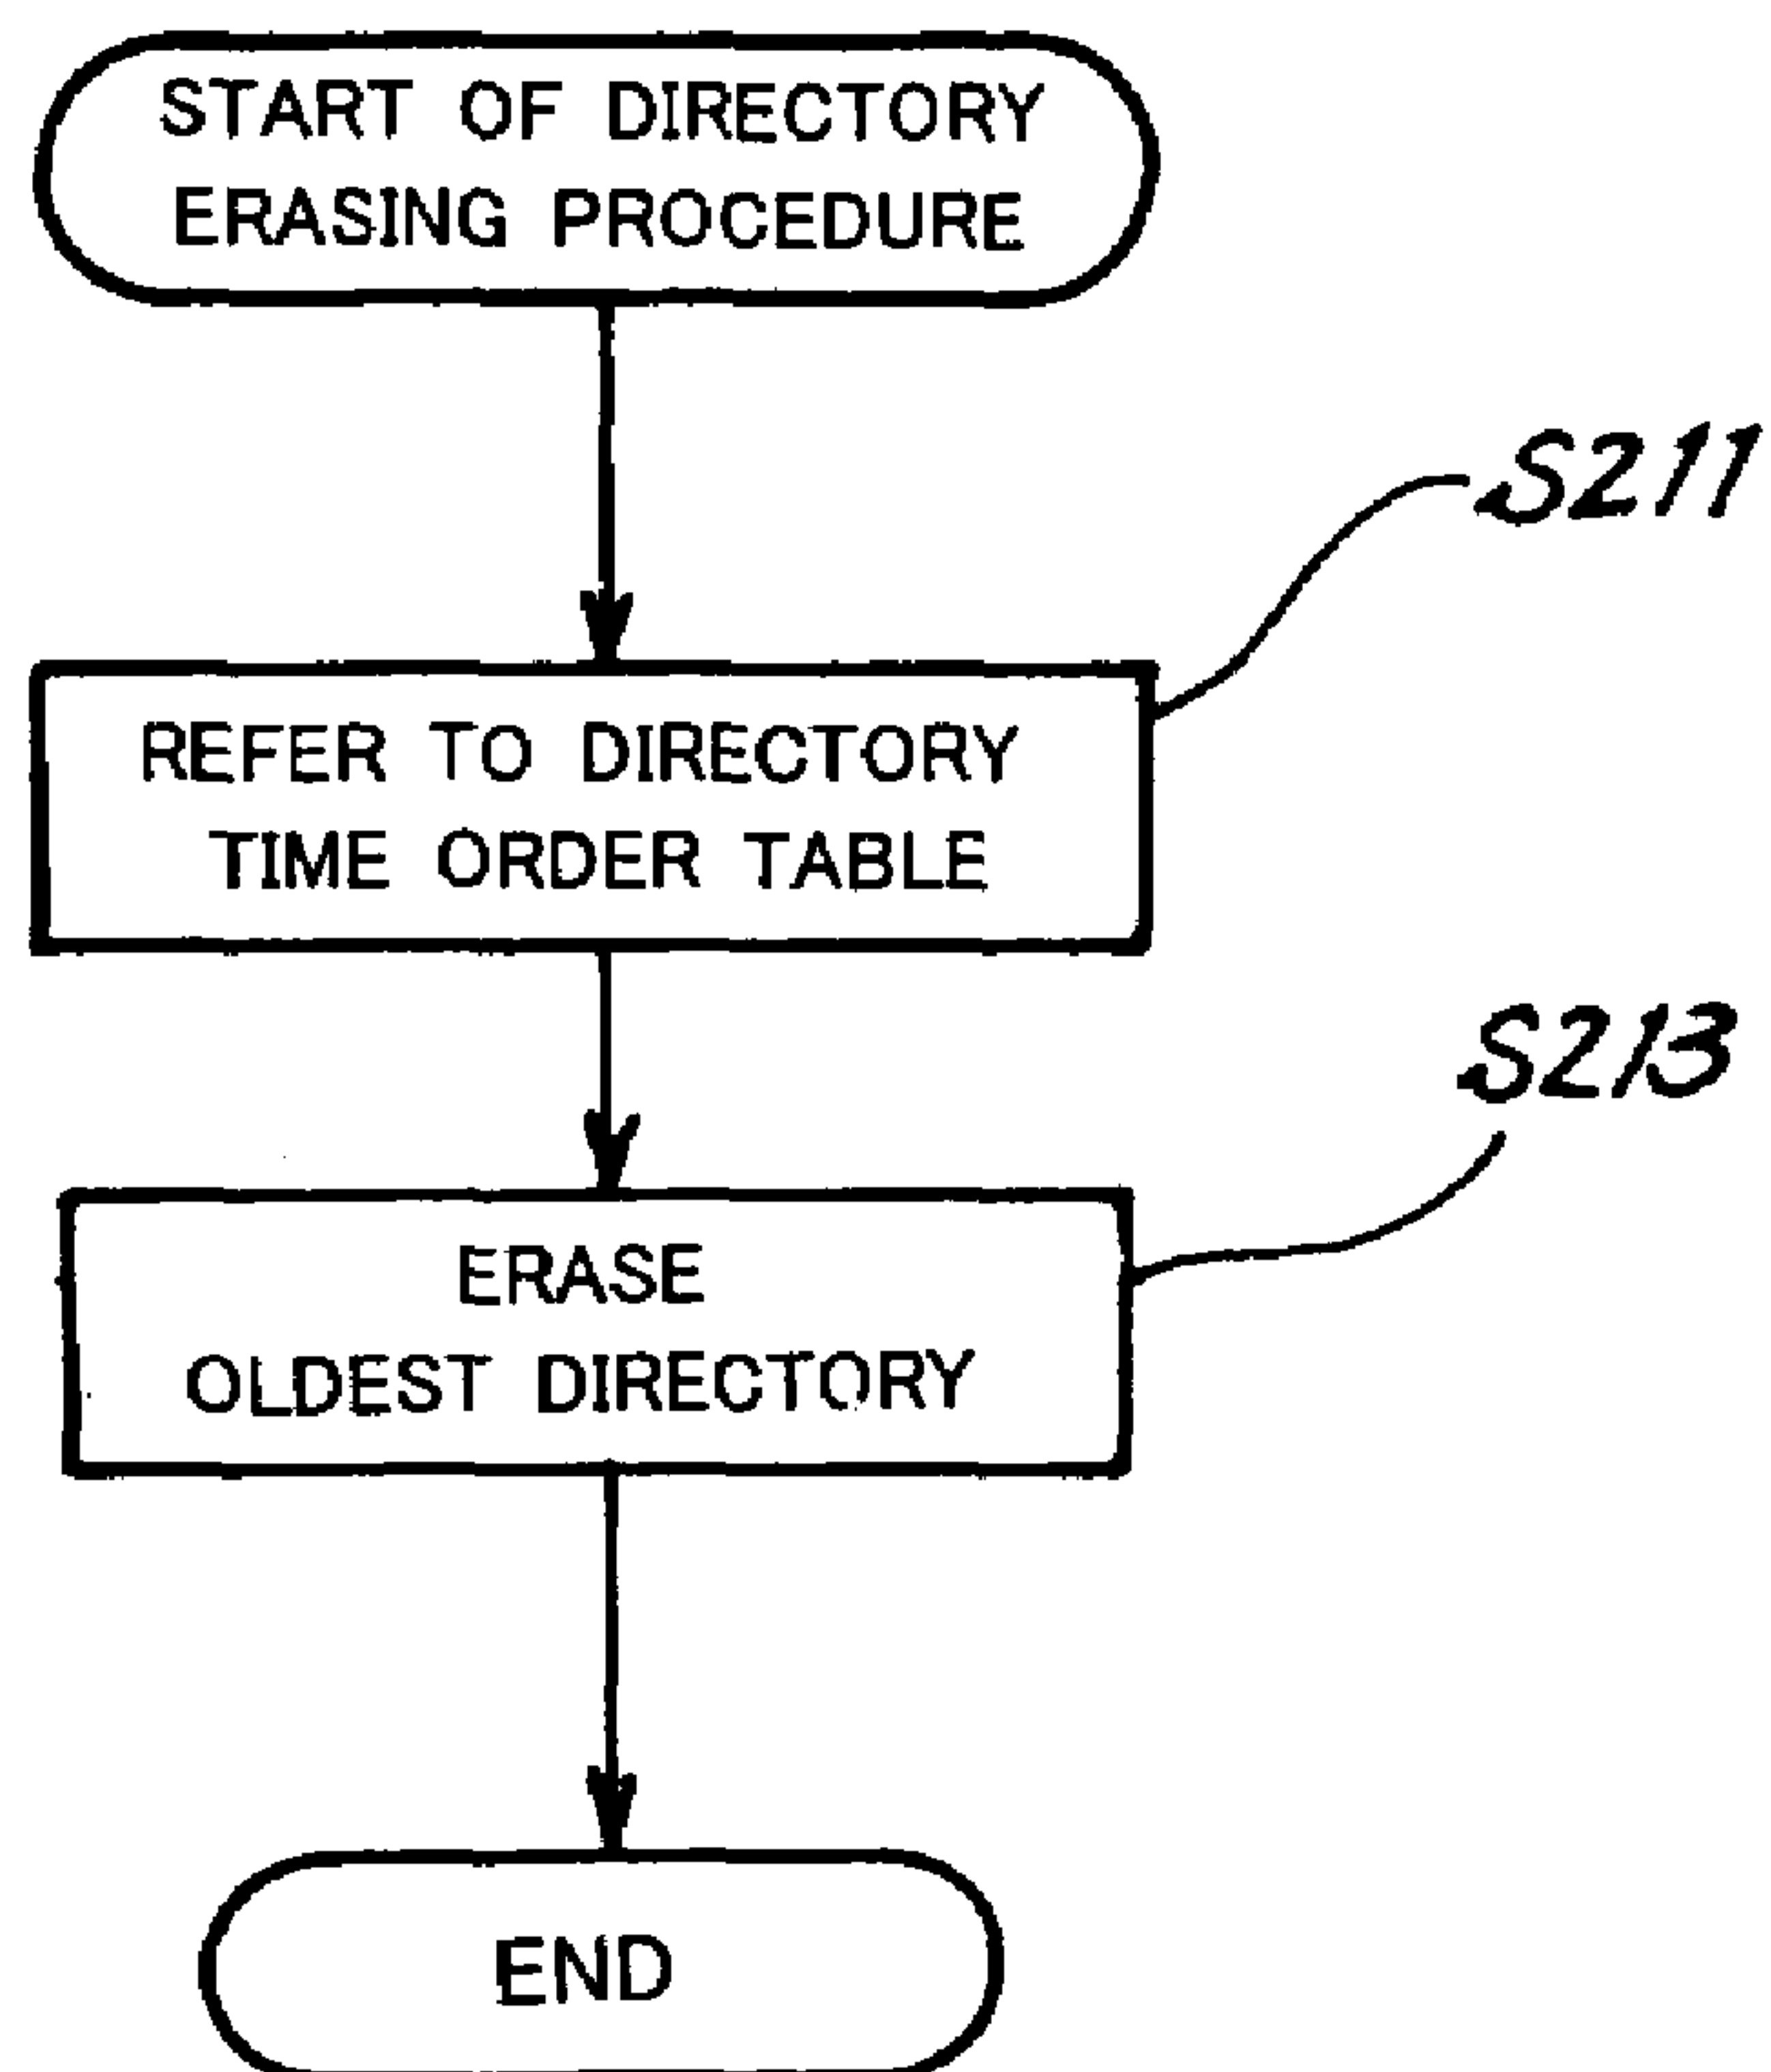 START OF DIRECTORY
ERASING PROCEDURE
S211
REFER TO DIRECTORY
TIME ORDER TABLE
S213
ERASE
OLDEST DIRECTORY
END